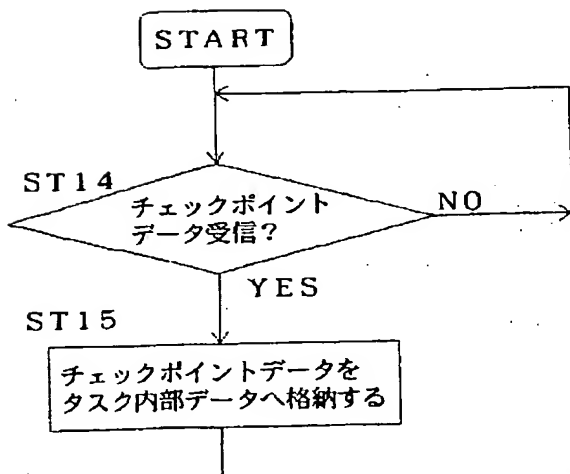 START
ST14
チェックポイント
データ受信?
NO
YES
ST15
チェックポイントデータを
タスク内部データへ格納する